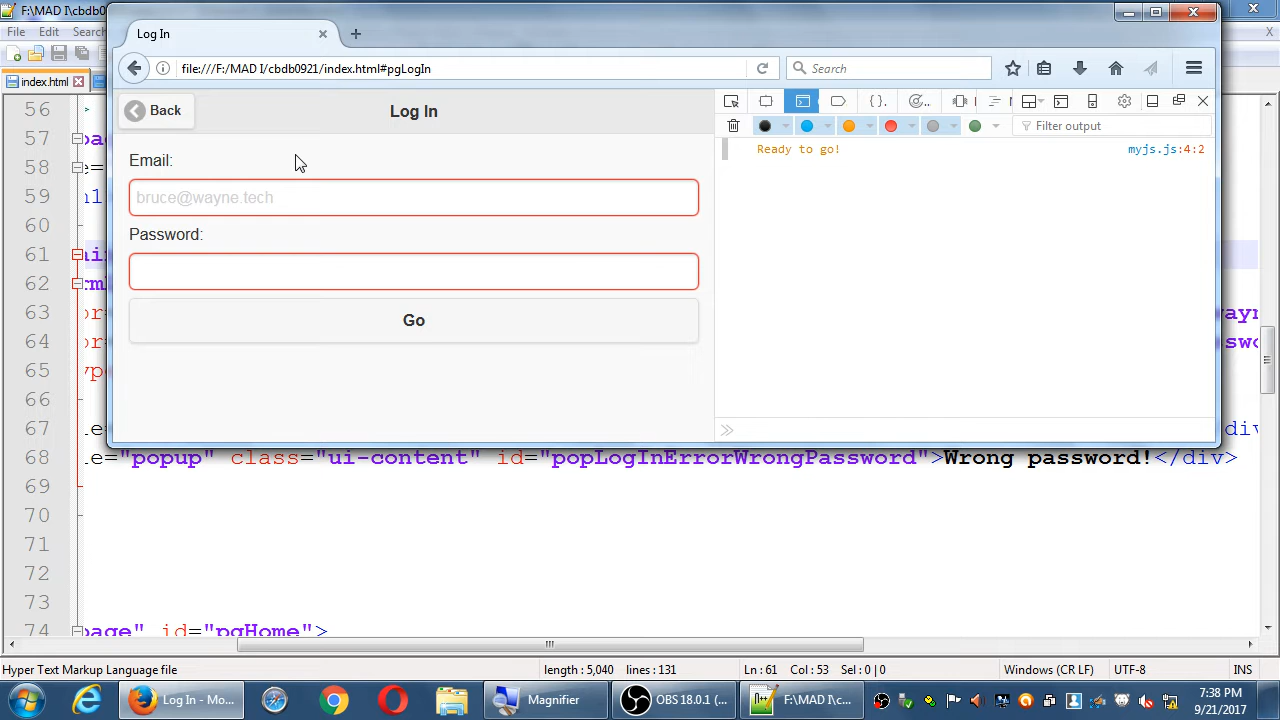 F:\MAD I\cbdb0
File Edit Search
index.html
Log In
file:///F:/MAD I/cbdb0921/index.html#pgLogIn
Search
Back
Log In
Email:
bruce@wayne.tech
Password:
Go
Filter output
Ready to go!
myjs.js:4:2
56
57
58
59
60
61
62
63
64
65
66
67
68 le="popup" class="ui-content" id="popLogInErrorWrongPassword">Wrong password!</div>
69
70
71
72
73
74 page" id="pgHome">
Hyper Text Markup Language file
length : 5,040 lines : 131
Ln : 61 Col : 53 Sel : 0 | 0
Windows (CR LF)
UTF-8
INS
Log In - Mo...
Magnifier
OBS 18.0.1 (...
F:\MAD I\c...
7:38 PM
9/21/2017